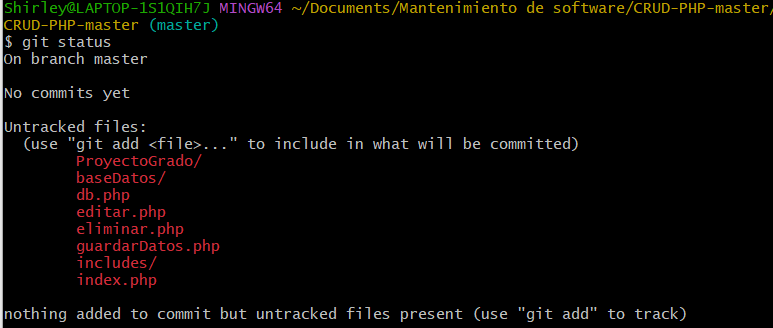 Shirley@LAPTOP-1S1QIH7J MINGW64 ~/Documents/Mantenimiento de software/CRUD-PHP-master/
CRUD-PHP-master (master)
$ git status
On branch master

No commits yet

Untracked files:
  (use "git add <file>..." to include in what will be committed)
        ProyectoGrado/
        baseDatos/
        db.php
        editar.php
        eliminar.php
        guardarDatos.php
        includes/
        index.php

nothing added to commit but untracked files present (use "git add" to track)